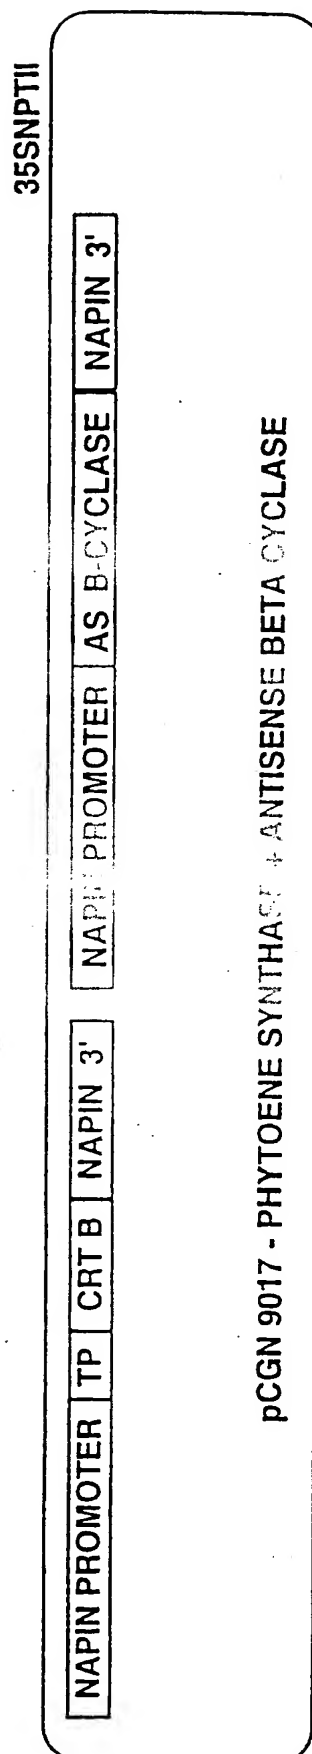 35SNPTII
NAPIN PROMOTER TP CRT B NAPIN 3' NAPIN PROMOTER AS B-CYCLASE NAPIN 3'
pCGN 9017 - PHYTOENE SYNTHASE + ANTISENSE BETA CYCLASE